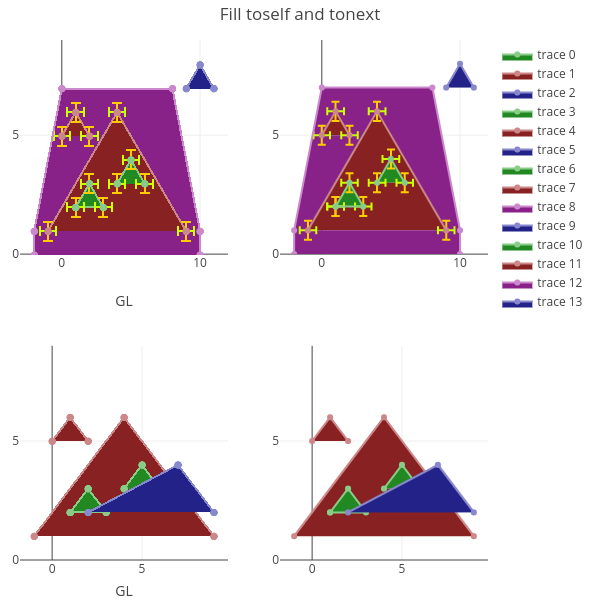 Fill toself and tonext
5
0
0
10
GL
5
0
0
10
trace 0
trace 1
trace 2
trace 3
trace 4
trace 5
trace 6
trace 7
trace 8
trace 9
trace 10
trace 11
trace 12
trace 13
5
0
0
5
GL
5
0
0
5